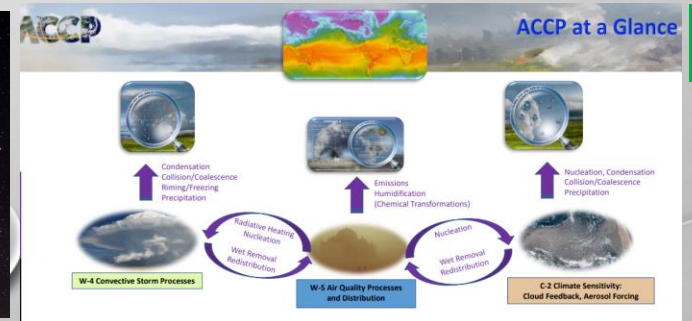 ACCP
ACCP at a Glance
Condensation
Collision/Coalescence
Riming/Freezing
Precipitation
Emissions
Humidification
(Chemical Transformations)
Nucleation, Condensation
Collision/Coalescence
Precipitation
Radiative Heating
Nucleation
Wet Removal
Redistribution
Nucleation
Wet Removal
Redistribution
W-4 Convective Storm Processes
W-5 Air Quality Processes
and Distribution
C-2 Climate Sensitivity:
Cloud Feedback, Aerosol Forcing